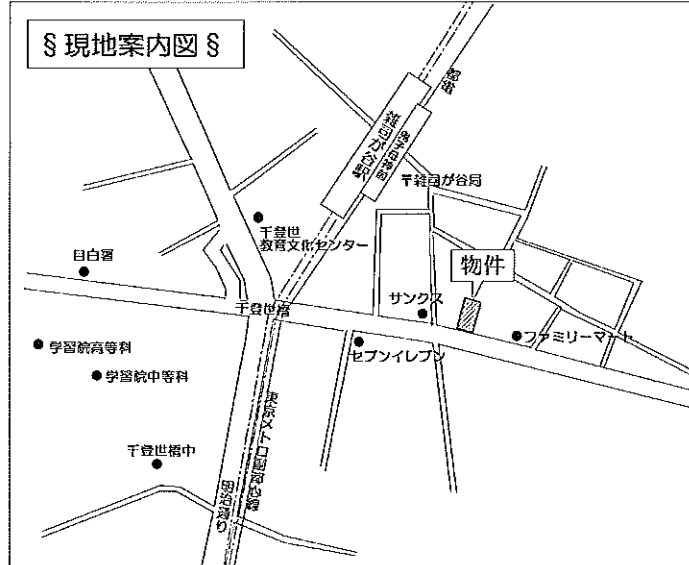 §現地案内図§
都電
雑司が谷駅
鬼子母神前
〒雑司が谷局
千登世
教育文化センター
目白署
物件
サンクス
千登世橋
ファミリーマート
セブンイレブン
学習院高等科
学習院中等科
東京メトロ副都心線
千登世橋中
明治通り